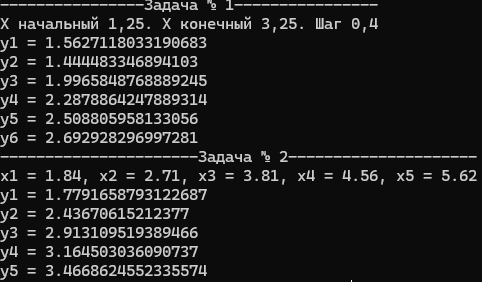 ----------------Задача № 1----------------
X начальный 1,25. X конечный 3,25. Шаг 0,4
y1 = 1.5627118033190683
y2 = 1.444483346894103
y3 = 1.9965848768889245
y4 = 2.2878864247889314
y5 = 2.508805958133056
y6 = 2.692928296997281
---------------------Задача № 2--------------------
x1 = 1.84, x2 = 2.71, x3 = 3.81, x4 = 4.56, x5 = 5.62
y1 = 1.7791658793122687
y2 = 2.43670615212377
y3 = 2.913109519389466
y4 = 3.164503036090737
y5 = 3.4668624552335574